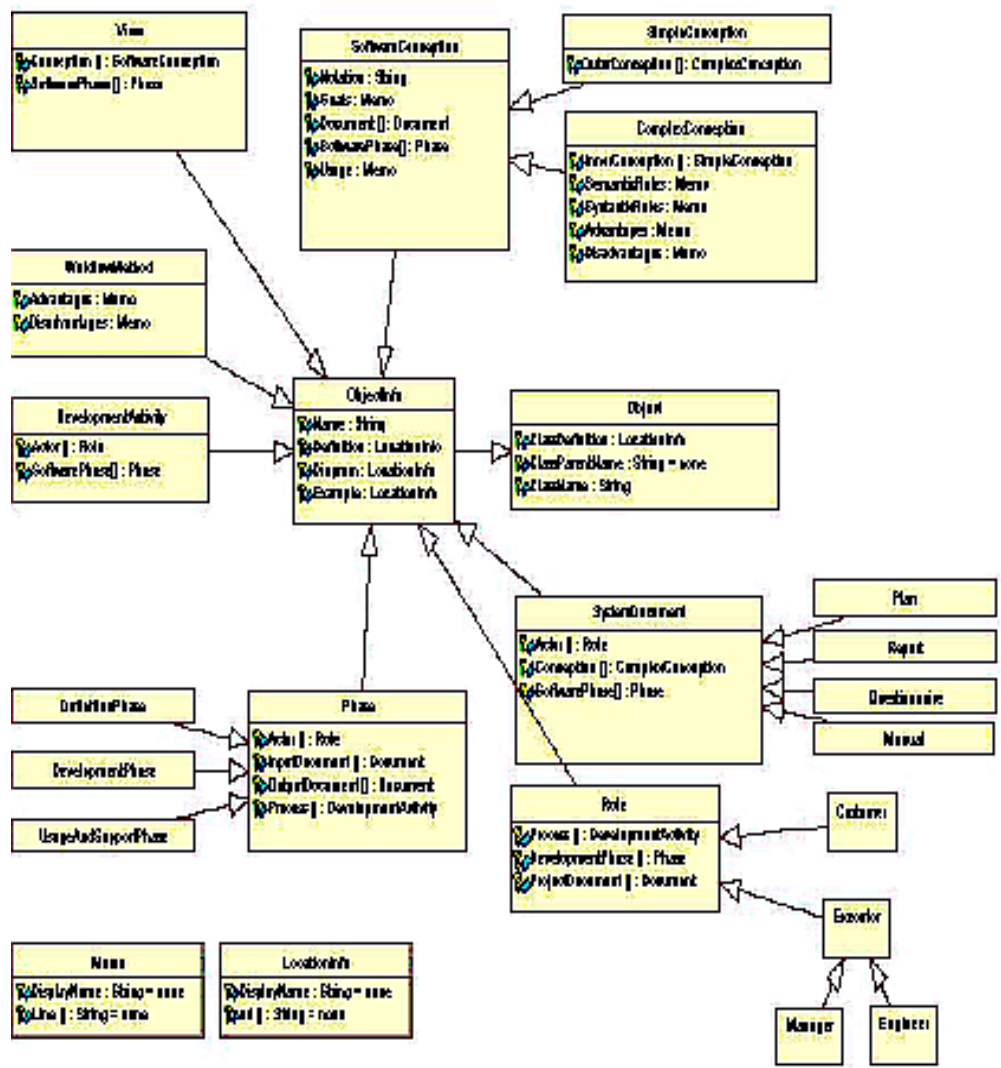 View
Conception [] : SoftwareConception
SoftwarePhase[] : Phase
SoftwareConception
Notation : String
Goals : Memo
Document[] : Document
SoftwarePhase[] : Phase
Usage : Memo
SimpleConception
OuterConception [] : ComplexConception
ComplexConception
InnerConception [] : SimpleConception
SemanticRules : Memo
SyntaxRules : Memo
Advantages : Memo
Disadvantages : Memo
Advantages : Memo
Disadvantages : Memo
DevelopmentActivity
Actor [] : Role
SoftwarePhase[] : Phase
ObjectInfo
Name : String
Definition : LocationInfo
Diagram : LocationInfo
Example : LocationInfo
Object
ClassDefinition : LocationInfo
ClassParentName : String = none
ClassName : String
SystemDocument
Actor [] : Role
Conception [] : ComplexConception
SoftwarePhase[] : Phase
Plan
Report
Questionnaire
Manual
DefinitionPhase
DevelopmentPhase
UsageAndSupportPhase
Phase
Actor [] : Role
InputDocument [] : Document
OutputDocument[] : Document
Process [] : DevelopmentActivity
Role
Process [] : DevelopmentActivity
DevelopmentPhase [] : Phase
ProjectDocument [] : Document
Customer
Executor
Manager
Engineer
Memo
DisplayName : String = none
Line [] : String = none
LocationInfo
DisplayName : String = none
[] : String = none